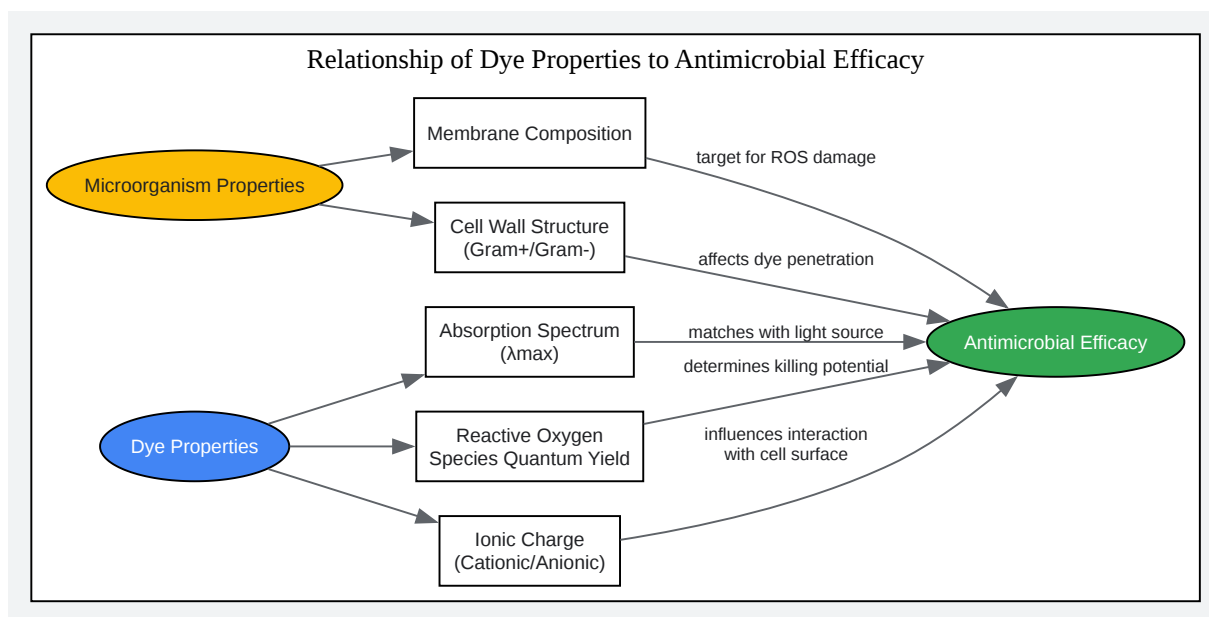 Relationship of Dye Properties to Antimicrobial Efficacy
Membrane Composition
target for ROS damage
Microorganism Properties
Cell Wall Structure
(Gram+/Gram-)
affects dye penetration
Absorption Spectrum
(λmax)
matches with light source
Antimicrobial Efficacy
determines killing potential
Dye Properties
Reactive Oxygen
Species Quantum Yield
influences interaction
with cell surface
Ionic Charge
(Cationic/Anionic)